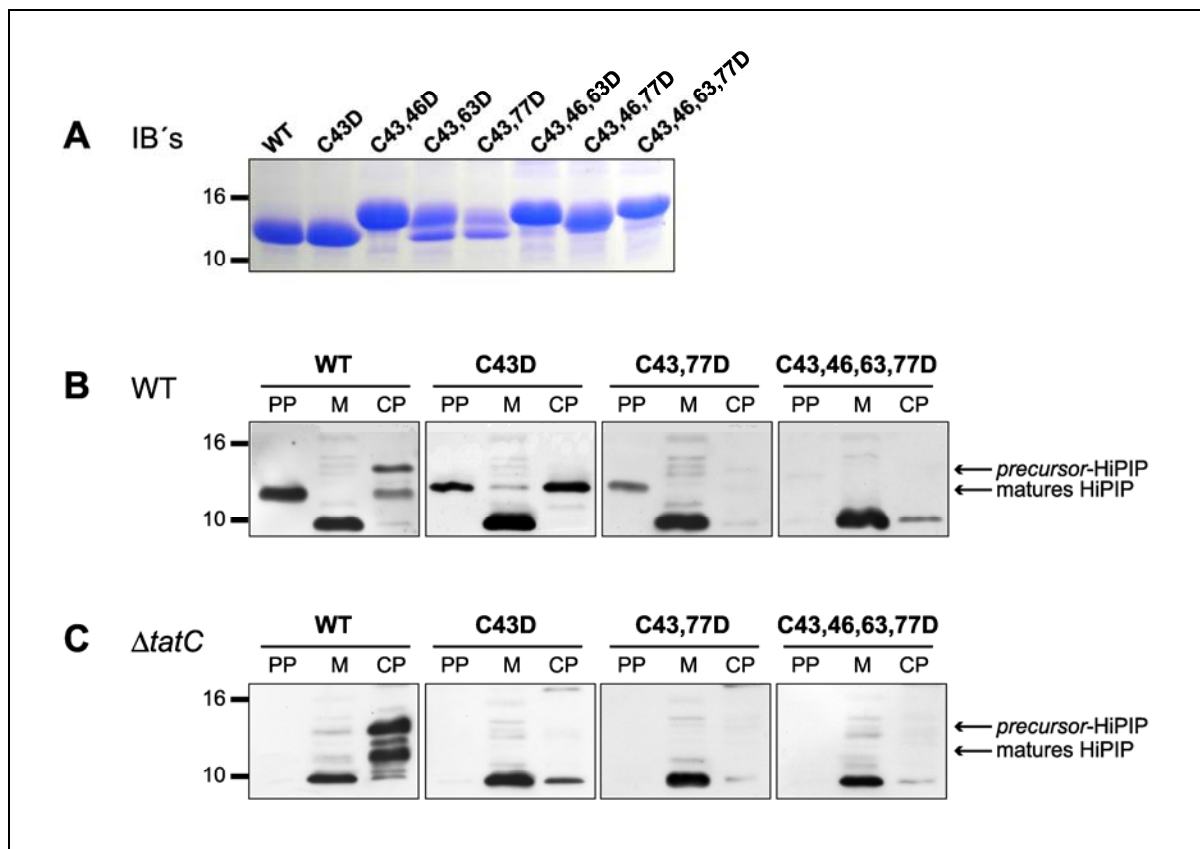 A IB´s
WT C43D C43,46D C43,63D C43,77D C43,46,63D C43,46,77D C43,46,63,77D
16
10
B WT
WT C43D C43,77D C43,46,63,77D
PP M CP PP M CP PP M CP PP M CP
16
10
precursor-HiPIP
matures HiPIP
C ΔtatC
WT C43D C43,77D C43,46,63,77D
PP M CP PP M CP PP M CP PP M CP
16
10
precursor-HiPIP
matures HiPIP